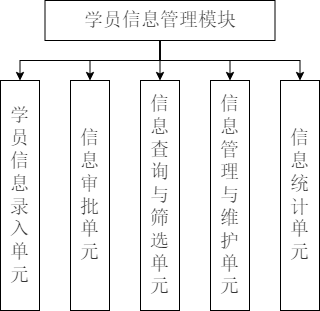 学员信息管理模块
学员信息录入单元
信息审批单元
信息查询与筛选单元
信息管理与维护单元
信息统计单元